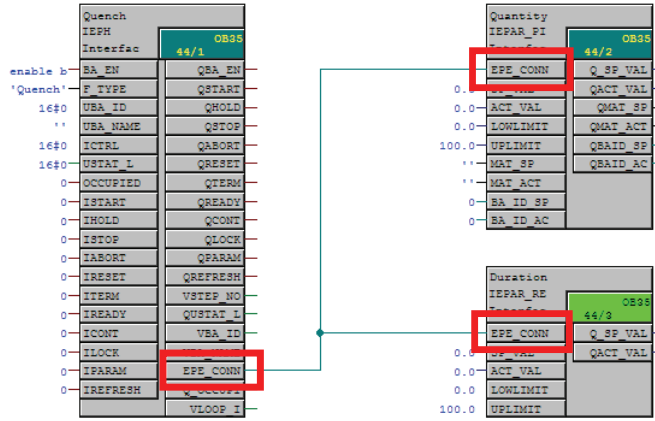 Quench
IEPH
Interfac
OB35
44/1
enable b BA_EN QBA_EN
'Quench' F_TYPE QSTART
16#0 UBA_ID QHOLD
'' UBA_NAME QSTOP
16#0 ICTRL QABORT
16#0 USTAT_L QRESET
0 OCCUPIED QTERM
0 ISTART QREADY
0 IHOLD QCONT
0 ISTOP QLOCK
0 IABORT QPARAM
0 IRESET QREFRESH
0 ITERM VSTEP_NO
0 IREADY QUSTAT_L
0 ICONT VBA_ID
0 ILOCK
0 IPARAM EPE_CONN
0 IREFRESH Q_OCCUPI
VLOOP_I
Quantity
IEPAR_PI
OB35
44/2
EPE_CONN Q_SP_VAL
0.0 QACT_VAL
0.0 ACT_VAL QMAT_SP
0.0 LOWLIMIT QMAT_ACT
100.0 UPLIMIT QBAID_SP
'' MAT_SP QBAID_AC
'' MAT_ACT
0 BA_ID_SP
0 BA_ID_AC
Duration
IEPAR_RE
OB35
44/3
EPE_CONN Q_SP_VAL
0.0 SP_VAL QACT_VAL
0.0 ACT_VAL
0.0 LOWLIMIT
100.0 UPLIMIT